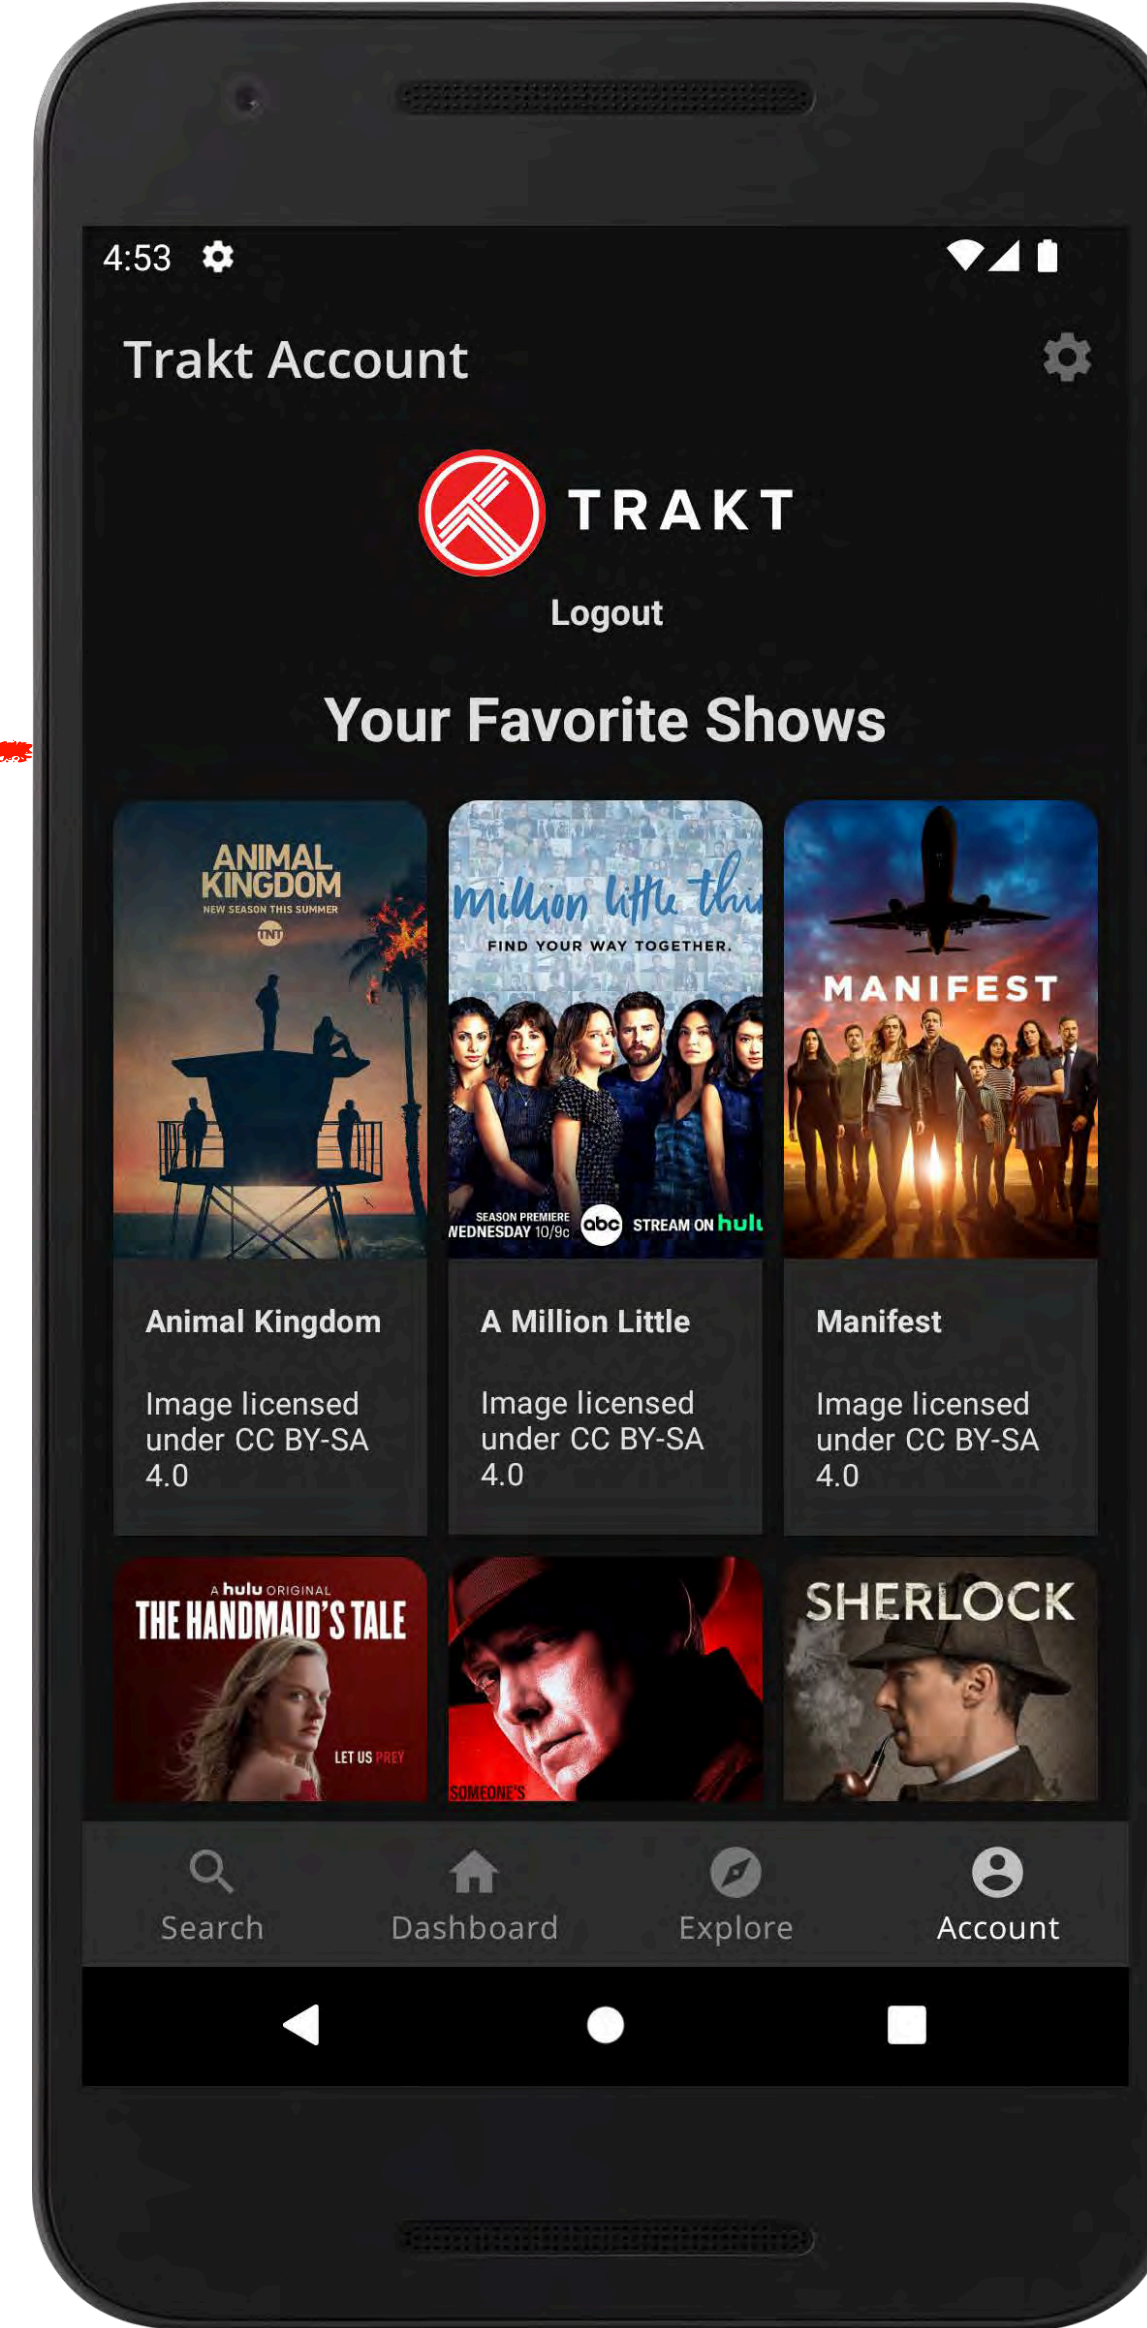 4:53
Trakt Account
TRAKT
Logout
Your Favorite Shows
ANIMAL
KINGDOM
NEW SEASON THIS SUMMER
TNT
million little thi
FIND YOUR WAY TOGETHER.
SEASON PREMIERE
WEDNESDAY 10/9c
abc
STREAM ON hulu
MANIFEST
Animal Kingdom
A Million Little
Manifest
Image licensed
under CC BY-SA
4.0
Image licensed
under CC BY-SA
4.0
Image licensed
under CC BY-SA
4.0
A hulu ORIGINAL
THE HANDMAID'S TALE
LET US PREY
SOMEONE'S
SHERLOCK
Search
Dashboard
Explore
Account